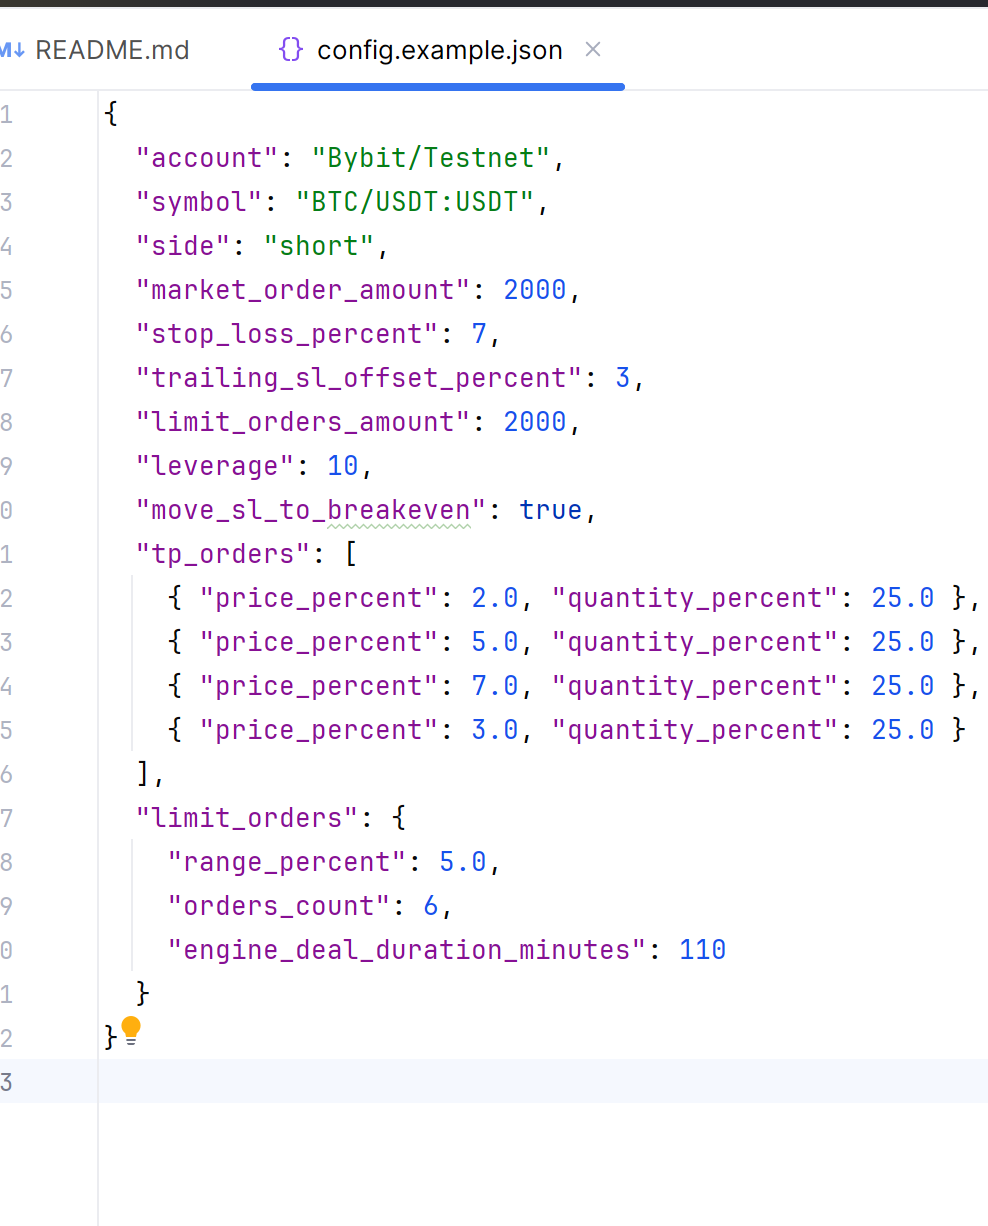 README.md
config.example.json
1 {
2 "account": "Bybit/Testnet",
3 "symbol": "BTC/USDT:USDT",
4 "side": "short",
5 "market_order_amount": 2000,
6 "stop_loss_percent": 7,
7 "trailing_sl_offset_percent": 3,
8 "limit_orders_amount": 2000,
9 "leverage": 10,
0 "move_sl_to_breakeven": true,
1 "tp_orders": [
2 { "price_percent": 2.0, "quantity_percent": 25.0 },
3 { "price_percent": 5.0, "quantity_percent": 25.0 },
4 { "price_percent": 7.0, "quantity_percent": 25.0 },
5 { "price_percent": 3.0, "quantity_percent": 25.0 }
6 ],
7 "limit_orders": {
8 "range_percent": 5.0,
9 "orders_count": 6,
0 "engine_deal_duration_minutes": 110
1 }
2 }
3